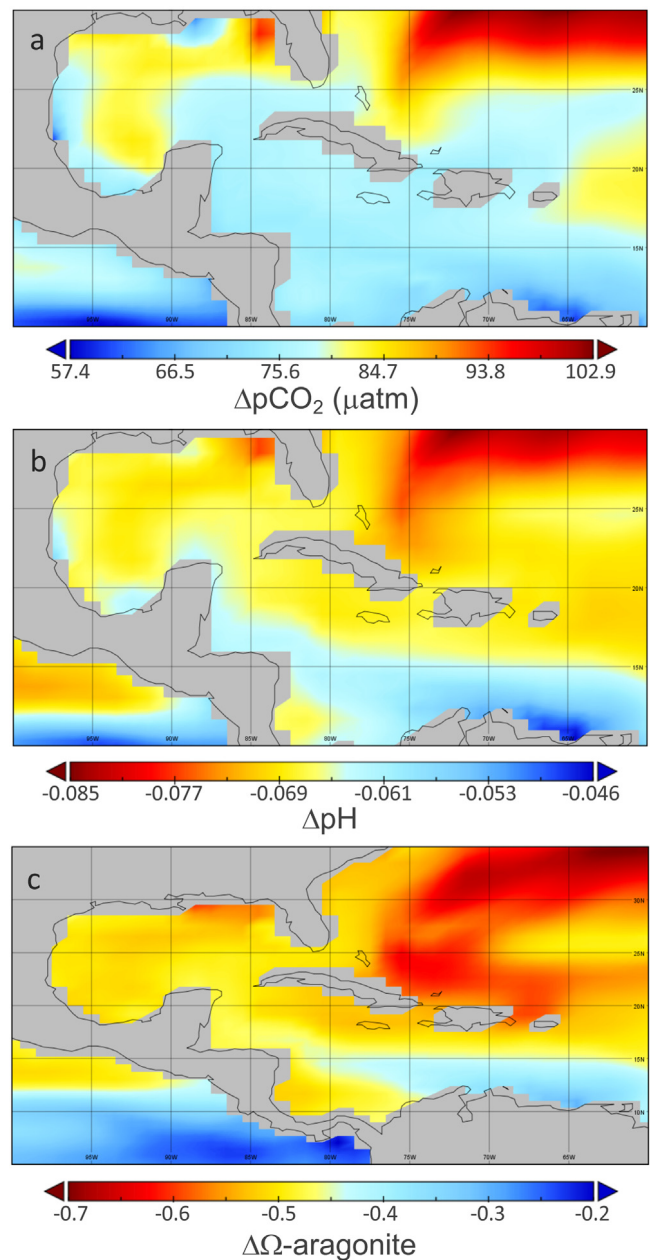 a
25N
20N
15N
95W 90W 85W 80W 75W 70W 65W
57.4 66.5 75.6 84.7 93.8 102.9
ΔpCO₂ (μatm)
b
25N
20N
15N
95W 90W 85W 80W 75W 70W 65W
-0.085 -0.077 -0.069 -0.061 -0.053 -0.046
ΔpH
c
30N
25N
20N
15N
10N
95W 90W 85W 80W 75W 70W 65W
-0.7 -0.6 -0.5 -0.4 -0.3 -0.2
ΔΩ-aragonite